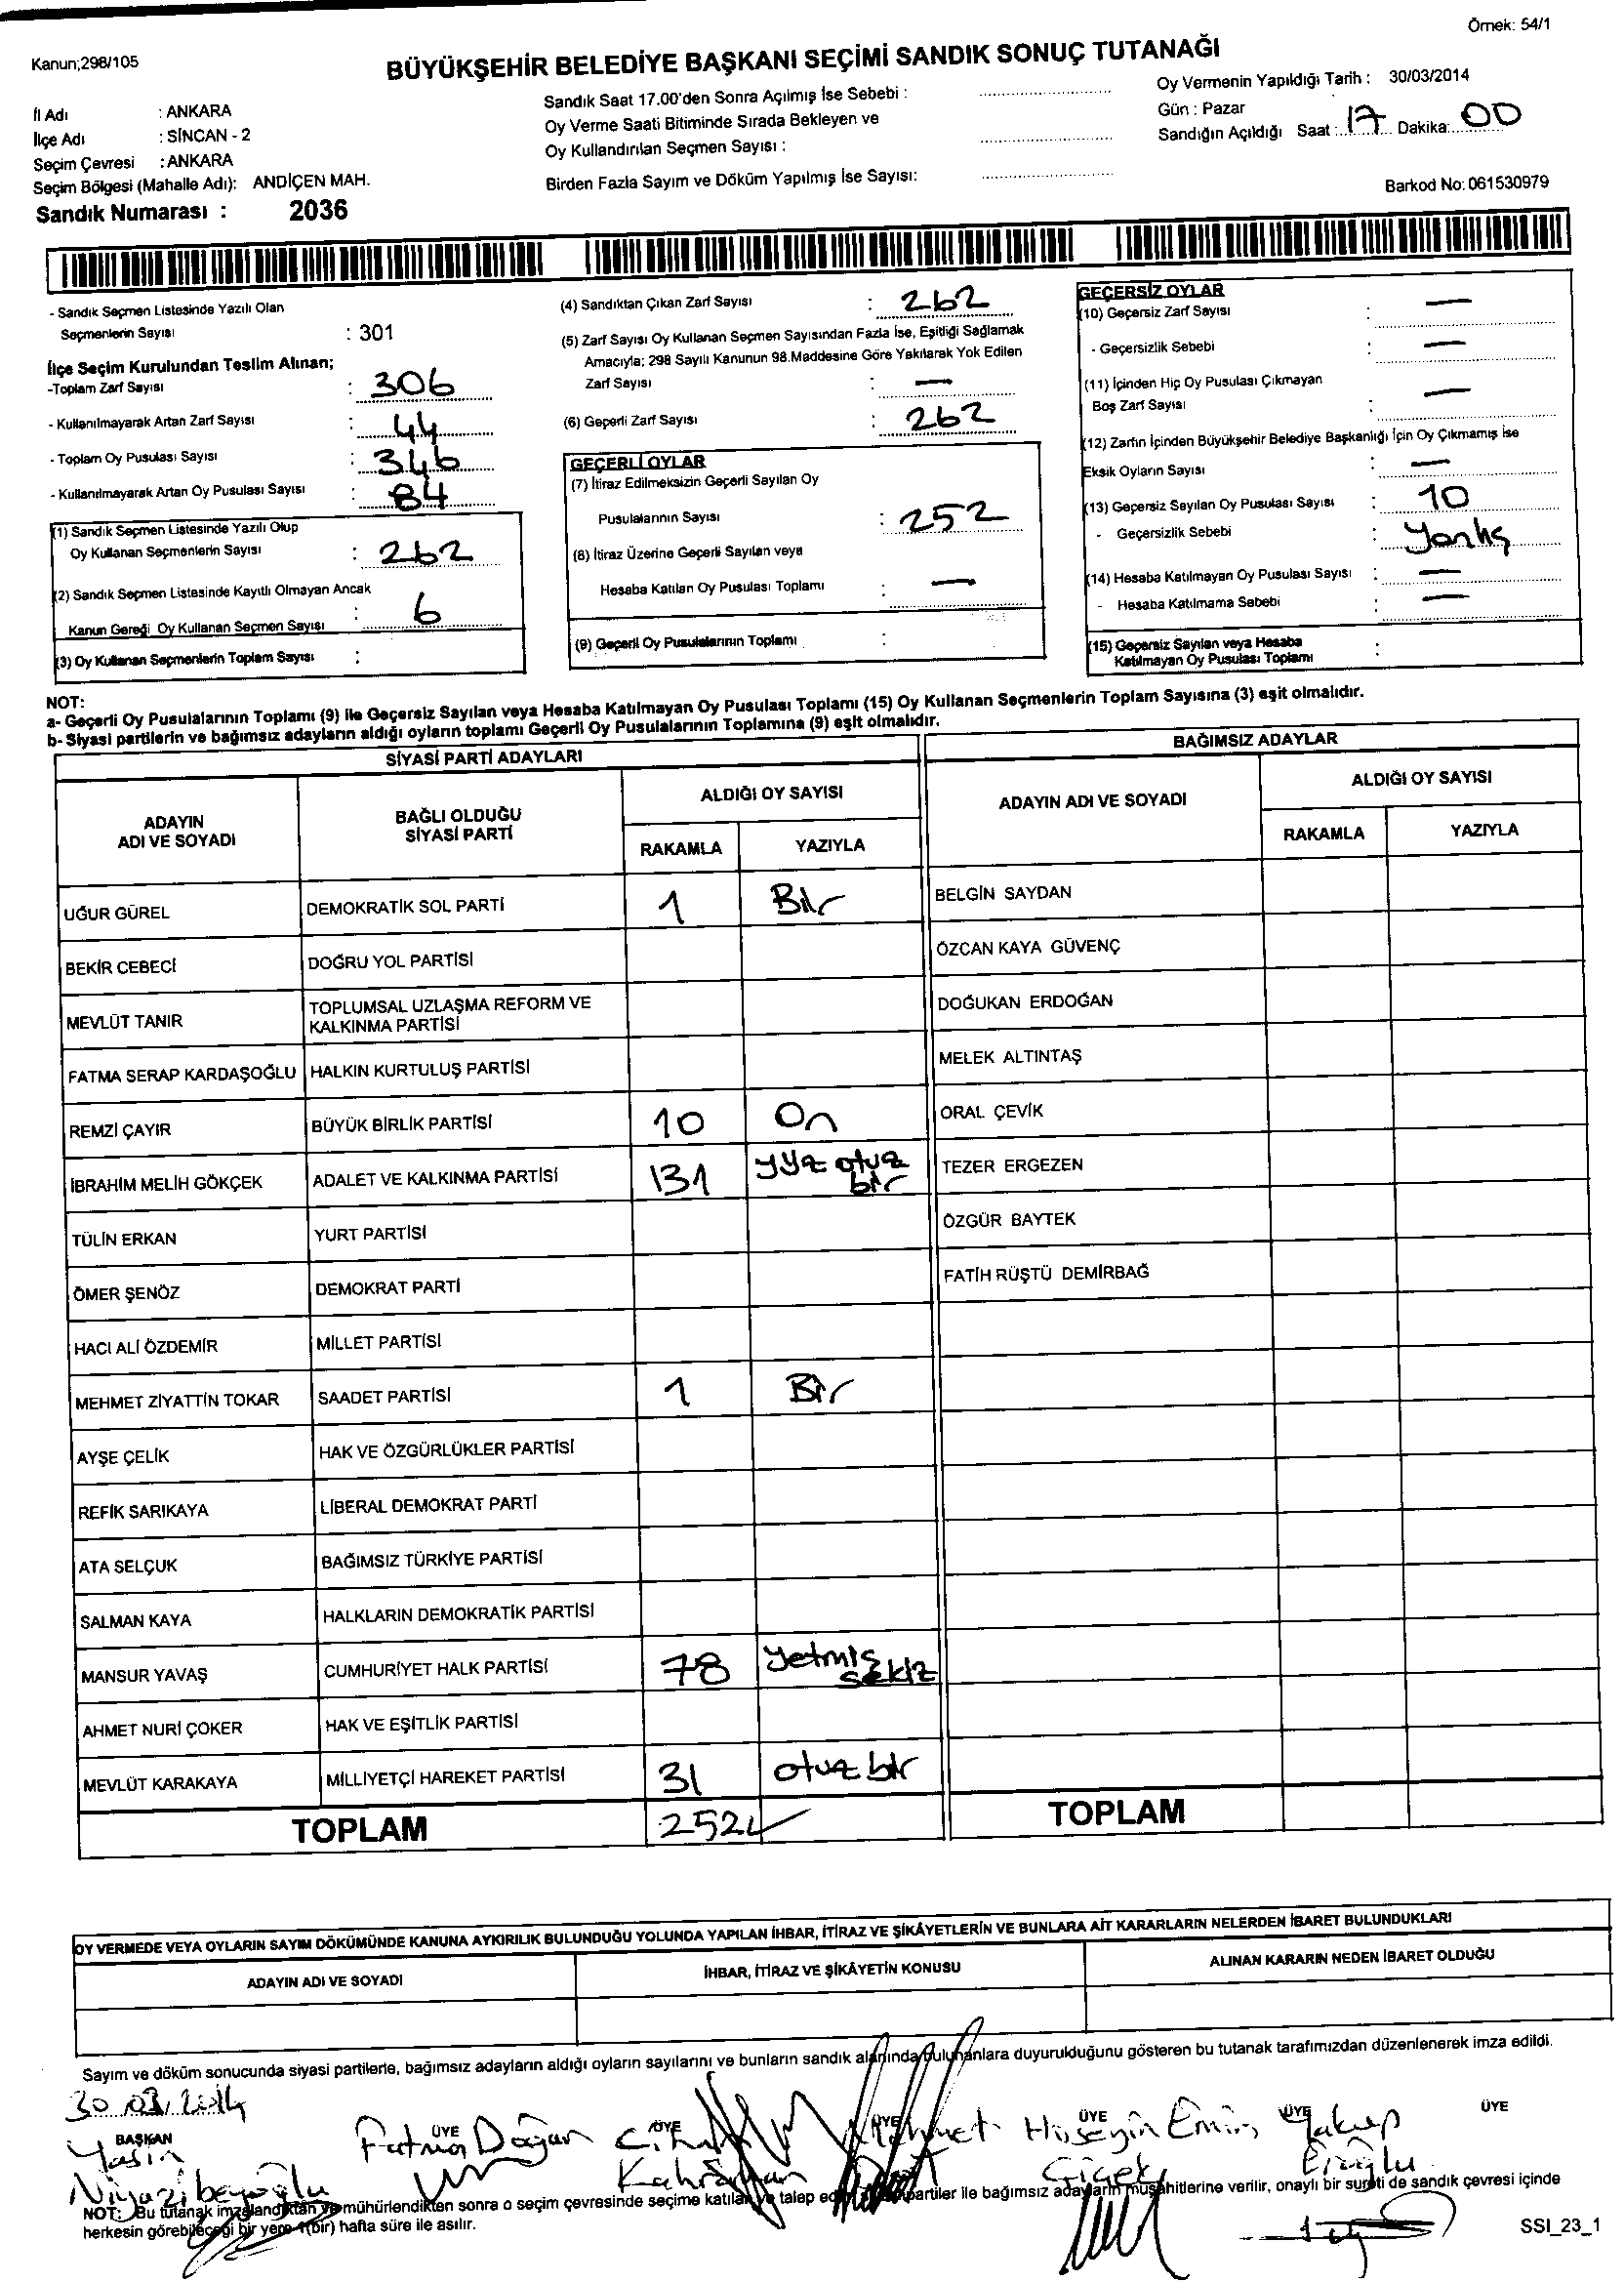 Örnek: 54/1
Kanun;298/105
BÜYÜKŞEHİR BELEDİYE BAŞKANI SEÇİMİ SANDIK SONUÇ TUTANAĞI
İl Adı : ANKARA
İlçe Adı : SİNCAN - 2
Seçim Çevresi : ANKARA
Seçim Bölgesi (Mahalle Adı): ANDİÇEN MAH.
Sandık Numarası : 2036
Sandık Saat 17.00'den Sonra Açılmış İse Sebebi :
Oy Verme Saati Bitiminde Sırada Bekleyen ve
Oy Kullandırılan Seçmen Sayısı :
Birden Fazla Sayım ve Döküm Yapılmış İse Sayısı:
Oy Vermenin Yapıldığı Tarih : 30/03/2014
Gün : Pazar
Sandığın Açıldığı Saat : 17 Dakika: 00
Barkod No: 061530979
- Sandık Seçmen Listesinde Yazılı Olan
Seçmenlerin Sayısı : 301
İlçe Seçim Kurulundan Teslim Alınan;
-Toplam Zarf Sayısı : 306
- Kullanılmayarak Artan Zarf Sayısı : 44
- Toplam Oy Pusulası Sayısı : 346
- Kullanılmayarak Artan Oy Pusulası Sayısı : 84
(1) Sandık Seçmen Listesinde Yazılı Olup
Oy Kullanan Seçmenlerin Sayısı : 262
(2) Sandık Seçmen Listesinde Kayıtlı Olmayan Ancak
Kanun Gereği Oy Kullanan Seçmen Sayısı : 6
(3) Oy Kullanan Seçmenlerin Toplam Sayısı :
(4) Sandıktan Çıkan Zarf Sayısı : 262
(5) Zarf Sayısı Oy Kullanan Seçmen Sayısından Fazla İse, Eşitliği Sağlamak
Amacıyla; 298 Sayılı Kanunun 98.Maddesine Göre Yakılarak Yok Edilen
Zarf Sayısı : —
(6) Geçerli Zarf Sayısı : 262
GEÇERLİ OYLAR
(7) İtiraz Edilmeksizin Geçerli Sayılan Oy
Pusulalarının Sayısı : 252
(8) İtiraz Üzerine Geçerli Sayılan veya
Hesaba Katılan Oy Pusulası Toplamı : —
(9) Geçerli Oy Pusulalarının Toplamı :
GEÇERSİZ OYLAR
(10) Geçersiz Zarf Sayısı : —
- Geçersizlik Sebebi : —
(11) İçinden Hiç Oy Pusulası Çıkmayan
Boş Zarf Sayısı : —
(12) Zarfın İçinden Büyükşehir Belediye Başkanlığı İçin Oy Çıkmamış İse
Eksik Oyların Sayısı : —
(13) Geçersiz Sayılan Oy Pusulası Sayısı : 10
- Geçersizlik Sebebi : Yanlış
(14) Hesaba Katılmayan Oy Pusulası Sayısı : —
- Hesaba Katılmama Sebebi : —
(15) Geçersiz Sayılan veya Hesaba
Katılmayan Oy Pusulası Toplamı :
NOT:
a- Geçerli Oy Pusulalarının Toplamı (9) ile Geçersiz Sayılan veya Hesaba Katılmayan Oy Pusulası Toplamı (15) Oy Kullanan Seçmenlerin Toplam Sayısına (3) eşit olmalıdır.
b- Siyasi partilerin ve bağımsız adayların aldığı oyların toplamı Geçerli Oy Pusulalarının Toplamına (9) eşit olmalıdır.
SİYASİ PARTİ ADAYLARI
ADAYIN ADI VE SOYADI BAĞLI OLDUĞU SİYASİ PARTİ ALDIĞI OY SAYISI
RAKAMLA YAZIYLA
UĞUR GÜREL DEMOKRATİK SOL PARTİ 1 Bir
BEKİR CEBECİ DOĞRU YOL PARTİSİ
MEVLÜT TANIR TOPLUMSAL UZLAŞMA REFORM VE KALKINMA PARTİSİ
FATMA SERAP KARDAŞOĞLU HALKIN KURTULUŞ PARTİSİ
REMZİ ÇAYIR BÜYÜK BİRLİK PARTİSİ 10 On
İBRAHİM MELİH GÖKÇEK ADALET VE KALKINMA PARTİSİ 131 yüz otuz bir
TÜLİN ERKAN YURT PARTİSİ
ÖMER ŞENÖZ DEMOKRAT PARTİ
HACI ALİ ÖZDEMİR MİLLET PARTİSİ
MEHMET ZİYATTİN TOKAR SAADET PARTİSİ 1 Bir
AYŞE ÇELİK HAK VE ÖZGÜRLÜKLER PARTİSİ
REFİK SARIKAYA LİBERAL DEMOKRAT PARTİ
ATA SELÇUK BAĞIMSIZ TÜRKİYE PARTİSİ
SALMAN KAYA HALKLARIN DEMOKRATİK PARTİSİ
MANSUR YAVAŞ CUMHURİYET HALK PARTİSİ 78 yetmiş sekiz
AHMET NURİ ÇOKER HAK VE EŞİTLİK PARTİSİ
MEVLÜT KARAKAYA MİLLİYETÇİ HAREKET PARTİSİ 31 otuz bir
TOPLAM 252
BAĞIMSIZ ADAYLAR
ADAYIN ADI VE SOYADI ALDIĞI OY SAYISI
RAKAMLA YAZIYLA
BELGİN SAYDAN
ÖZCAN KAYA GÜVENÇ
DOĞUKAN ERDOĞAN
MELEK ALTINTAŞ
ORAL ÇEVİK
TEZER ERGEZEN
ÖZGÜR BAYTEK
FATİH RÜŞTÜ DEMİRBAĞ
TOPLAM
OY VERMEDE VEYA OYLARIN SAYIM DÖKÜMÜNDE KANUNA AYKIRILIK BULUNDUĞU YOLUNDA YAPILAN İHBAR, İTİRAZ VE ŞİKÂYETLERİN VE BUNLARA AİT KARARLARIN NELERDEN İBARET BULUNDUKLARI
ADAYIN ADI VE SOYADI İHBAR, İTİRAZ VE ŞİKÂYETİN KONUSU ALINAN KARARIN NEDEN İBARET OLDUĞU
Sayım ve döküm sonucunda siyasi partilerle, bağımsız adayların aldığı oyların sayılarını ve bunların sandık alanında bulunanlara duyurulduğunu gösteren bu tutanak tarafımızdan düzenlenerek imza edildi.
30.03.2014
BAŞKAN ÜYE ÜYE ÜYE ÜYE ÜYE ÜYE
Yasin Fatma Doğan Mehmet Hüseyin Emin Yakup
Niyazibeyoğlu Kahraman Çiçek Eroğlu
NOT: Bu tutanak imzalandıktan ve mühürlendikten sonra o seçim çevresinde seçime katılan ve talep eden partiler ile bağımsız adayların müşahitlerine verilir, onaylı bir sureti de sandık çevresi içinde
herkesin görebileceği bir yere 1(bir) hafta süre ile asılır.
SSI_23_1